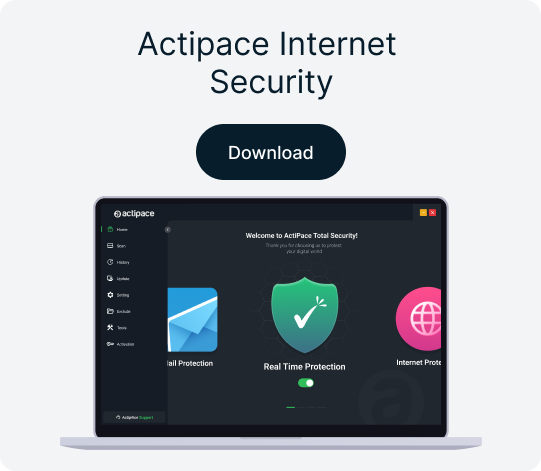 Actipace Internet
Security
Download
actipace
Home
Scan
History
Update
Setting
Exclude
Tools
Activation
Welcome to ActiPace Total Security!
Thank you for choosing us to protect
your digital world
ail Protection
Real Time Protection
Internet Prote
ActipAce Support